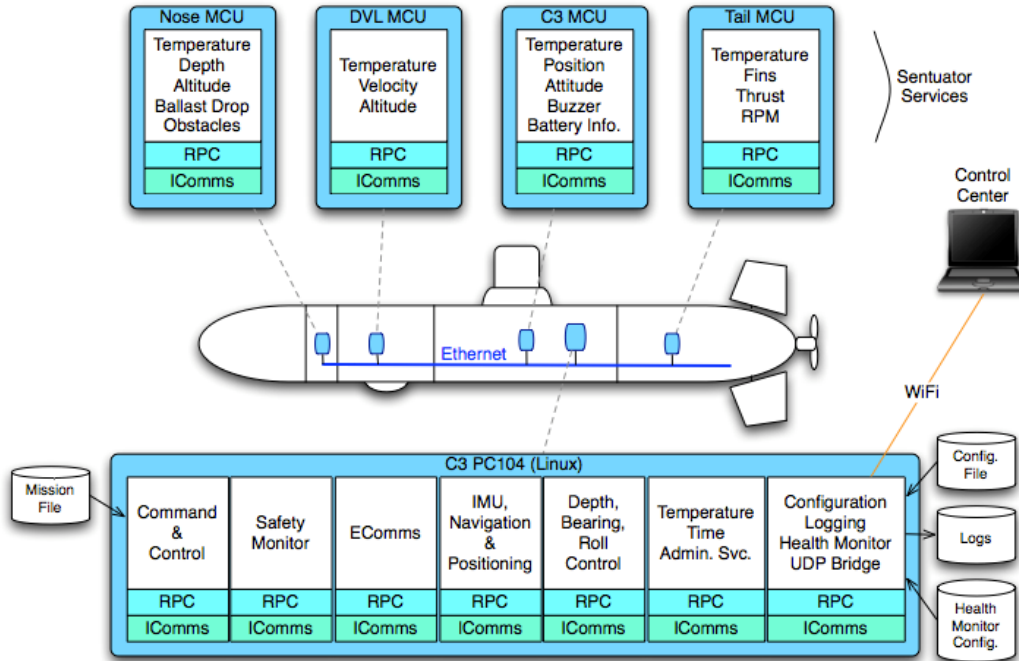 Nose MCU
Temperature
Depth
Altitude
Ballast Drop
Obstacles
RPC
IComms
DVL MCU
Temperature
Velocity
Altitude
RPC
IComms
C3 MCU
Temperature
Position
Attitude
Buzzer
Battery Info.
RPC
IComms
Tail MCU
Temperature
Fins
Thrust
RPM
RPC
IComms
Sentuator
Services
Control
Center
Ethernet
WiFi
C3 PC104 (Linux)
Mission
File
Command
&
Control
RPC
IComms
Safety
Monitor
RPC
IComms
EComms
RPC
IComms
IMU,
Navigation
&
Positioning
RPC
IComms
Depth,
Bearing,
Roll
Control
RPC
IComms
Temperature
Time
Admin. Svc.
RPC
IComms
Configuration
Logging
Health Monitor
UDP Bridge
RPC
IComms
Config.
File
Logs
Health
Monitor
Config.